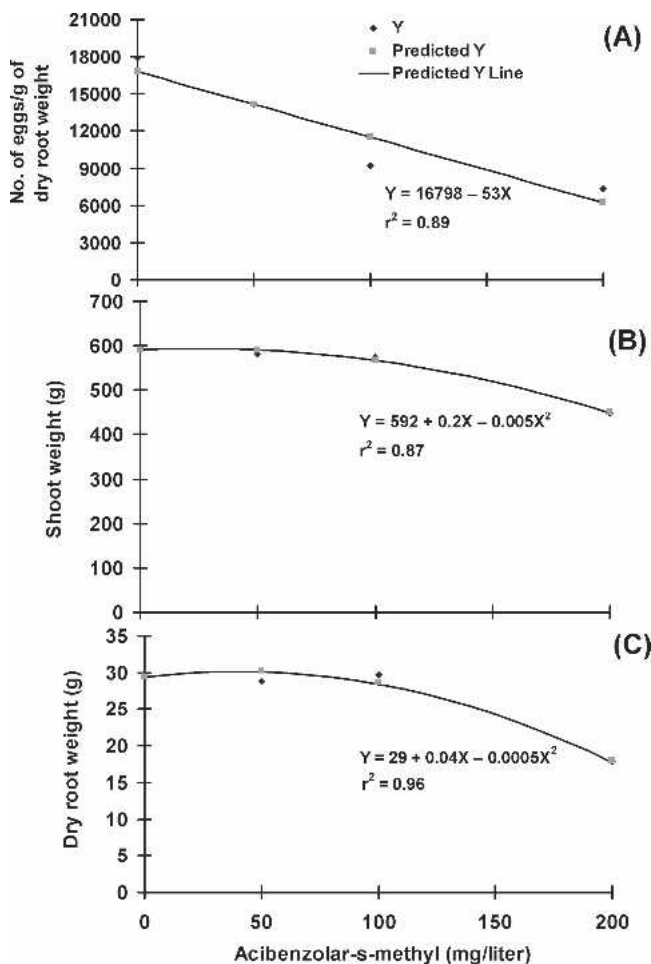 (A)
Y
Predicted Y
Predicted Y Line
No. of eggs/g of
dry root weight
21000
18000
15000
12000
9000
6000
3000
0
Y = 16798 – 53X
r² = 0.89
(B)
Shoot weight (g)
700
600
500
400
300
200
100
0
Y = 592 + 0.2X – 0.005X²
r² = 0.87
(C)
Dry root weight (g)
35
30
25
20
15
10
5
0
Y = 29 + 0.04X – 0.0005X²
r² = 0.96
0 50 100 150 200
Acibenzolar-s-methyl (mg/liter)